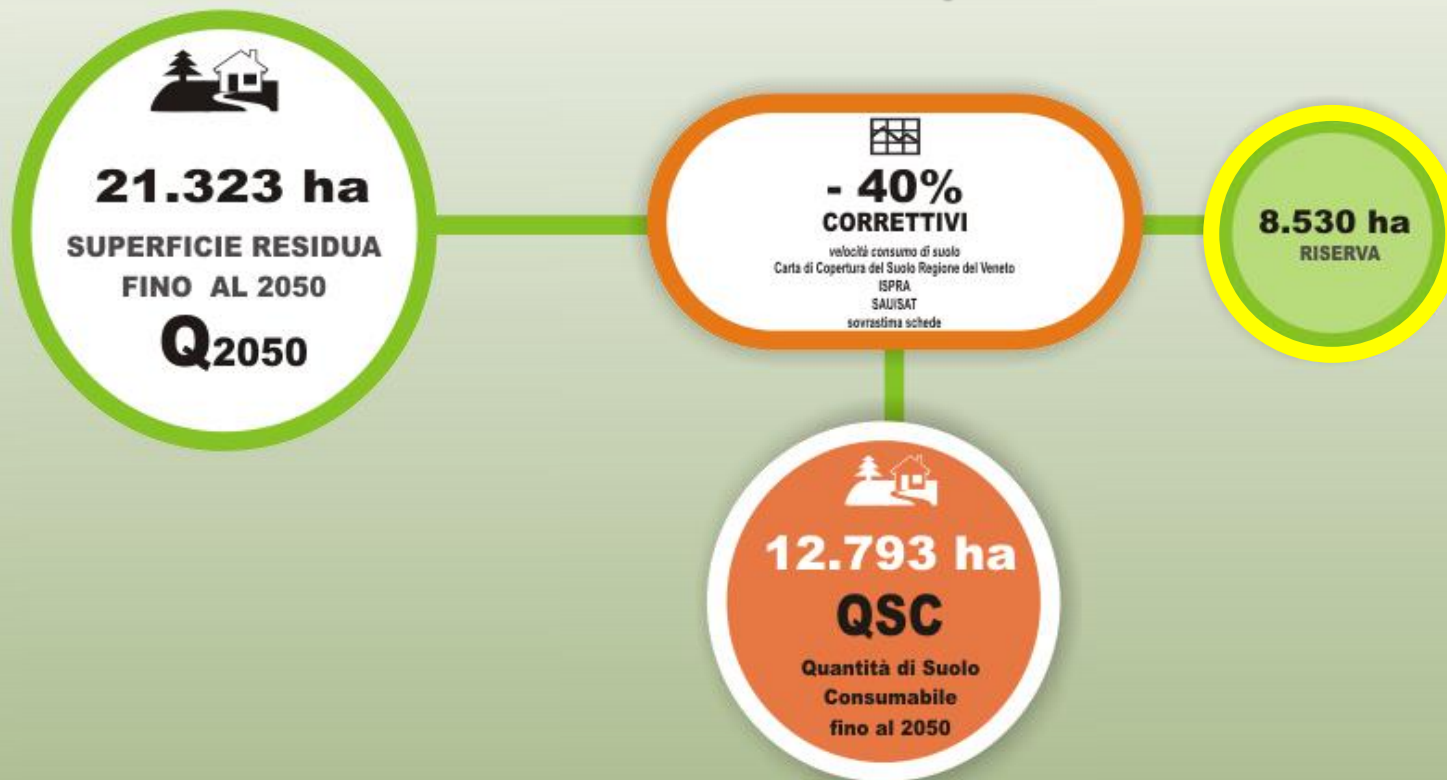 21.323 ha
SUPERFICIE RESIDUA
FINO AL 2050
Q2050
- 40%
CORRETTIVI
velocità consumo di suolo
Carta di Copertura del Suolo Regione del Veneto
ISPRA
SAU/SAT
sovrastima schede
8.530 ha
RISERVA
12.793 ha
QSC
Quantità di Suolo
Consumabile
fino al 2050